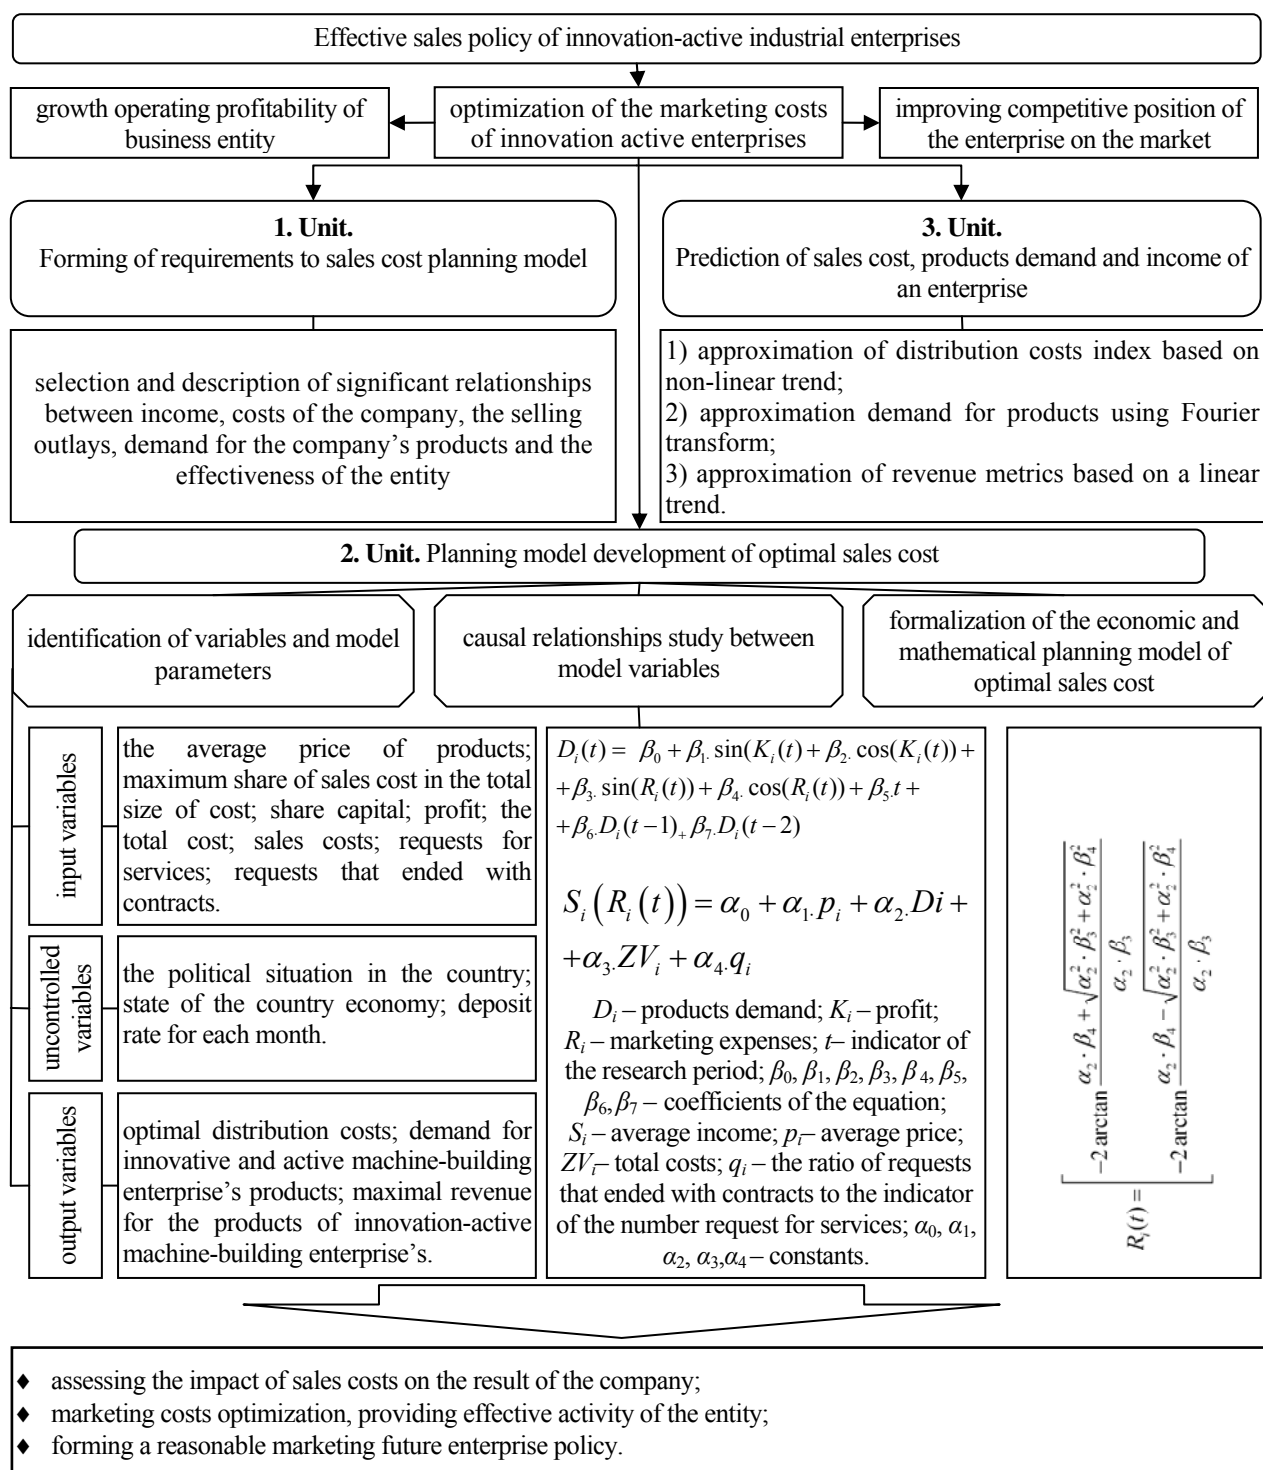 Effective sales policy of innovation-active industrial enterprises
growth operating profitability of
business entity
optimization of the marketing costs
of innovation active enterprises
improving competitive position of
the enterprise on the market
1. Unit.
Forming of requirements to sales cost planning model
3. Unit.
Prediction of sales cost, products demand and income of
an enterprise
selection and description of significant relationships
between income, costs of the company, the selling
outlays, demand for the company’s products and the
effectiveness of the entity
1) approximation of distribution costs index based on
non-linear trend;
2) approximation demand for products using Fourier
transform;
3) approximation of revenue metrics based on a linear
trend.
2. Unit. Planning model development of optimal sales cost
identification of variables and model
parameters
causal relationships study between
model variables
formalization of the economic and
mathematical planning model of
optimal sales cost
input variables
the average price of products;
maximum share of sales cost in the total
size of cost; share capital; profit; the
total cost; sales costs; requests for
services; requests that ended with
contracts.
uncontrolled
variables
the political situation in the country;
state of the country economy; deposit
rate for each month.
output variables
optimal distribution costs; demand for
innovative and active machine-building
enterprise’s products; maximal revenue
for the products of innovation-active
machine-building enterprise’s.
D_i(t) = β_0 + β_1. sin(K_i(t) + β_2. cos(K_i(t)) +
+ β_3. sin(R_i(t)) + β_4. cos(R_i(t)) + β_5.t +
+ β_6.D_i(t−1)_+ β_7.D_i(t−2)
S_i(R_i(t)) = α_0 + α_1.p_i + α_2.Di +
+α_3.ZV_i + α_4.q_i
D_i – products demand; K_i – profit;
R_i – marketing expenses; t– indicator of
the research period; β_0, β_1, β_2, β_3, β_4, β_5,
β_6, β_7 – coefficients of the equation;
S_i – average income; p_i– average price;
ZV_i– total costs; q_i – the ratio of requests
that ended with contracts to the indicator
of the number request for services; α_0, α_1,
α_2, α_3,α_4 – constants.
R_i(t) = [ −2 arctan (α_2 · β_4 + √(α_2^2 · β_3^2 + α_2^2 · β_4^2)) / (α_2 · β_3)
−2 arctan (α_2 · β_4 − √(α_2^2 · β_3^2 + α_2^2 · β_4^2)) / (α_2 · β_3)
♦ assessing the impact of sales costs on the result of the company;
♦ marketing costs optimization, providing effective activity of the entity;
♦ forming a reasonable marketing future enterprise policy.